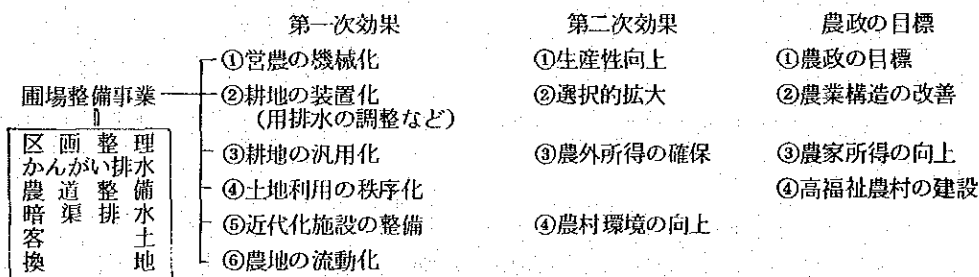 第一次効果 第二次効果 農政の目標
①営農の機械化 ①生産性向上 ①農政の目標
圃場整備事業 ②耕地の装置化 ②選択的拡大 ②農業構造の改善
(用排水の調整など)
区画整理
かんがい排水 ③耕地の汎用化 ③農外所得の確保 ③農家所得の向上
農道整備 ④土地利用の秩序化 ④高福祉農村の建設
暗渠排水
客土 ⑤近代化施設の整備 ④農村環境の向上
換地 ⑥農地の流動化